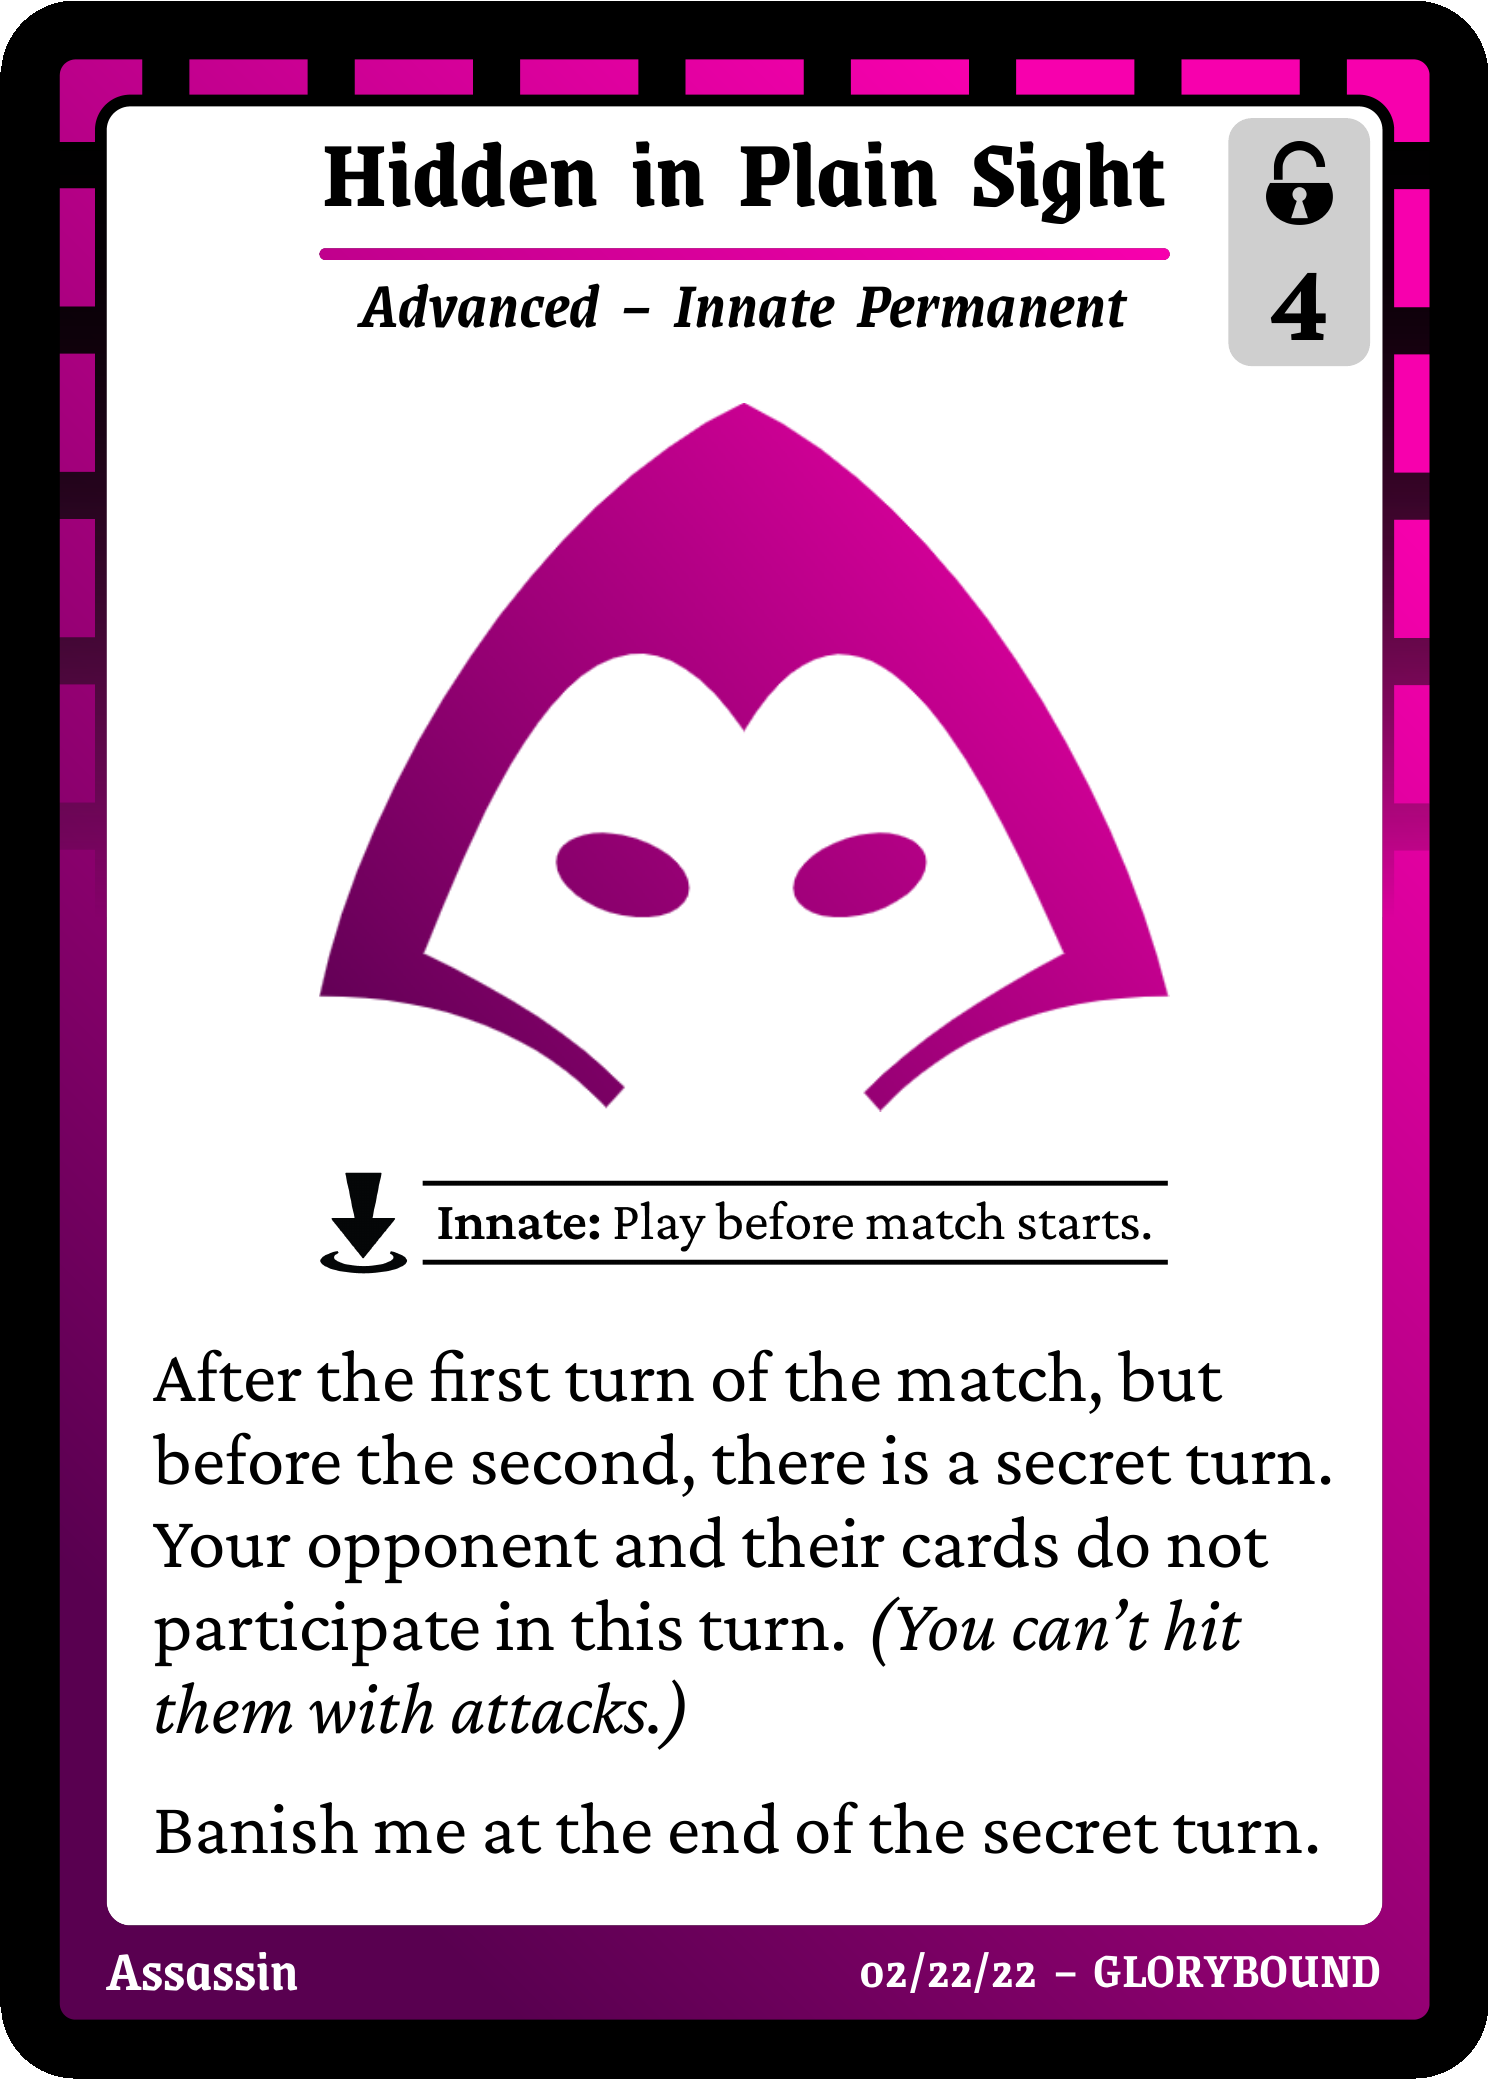 Hidden in Plain Sight
4
Advanced – Innate Permanent
Innate: Play before match starts.
After the first turn of the match, but
before the second, there is a secret turn.
Your opponent and their cards do not
participate in this turn. (You can’t hit
them with attacks.)
Banish me at the end of the secret turn.
Assassin
02/22/22 – GLORYBOUND